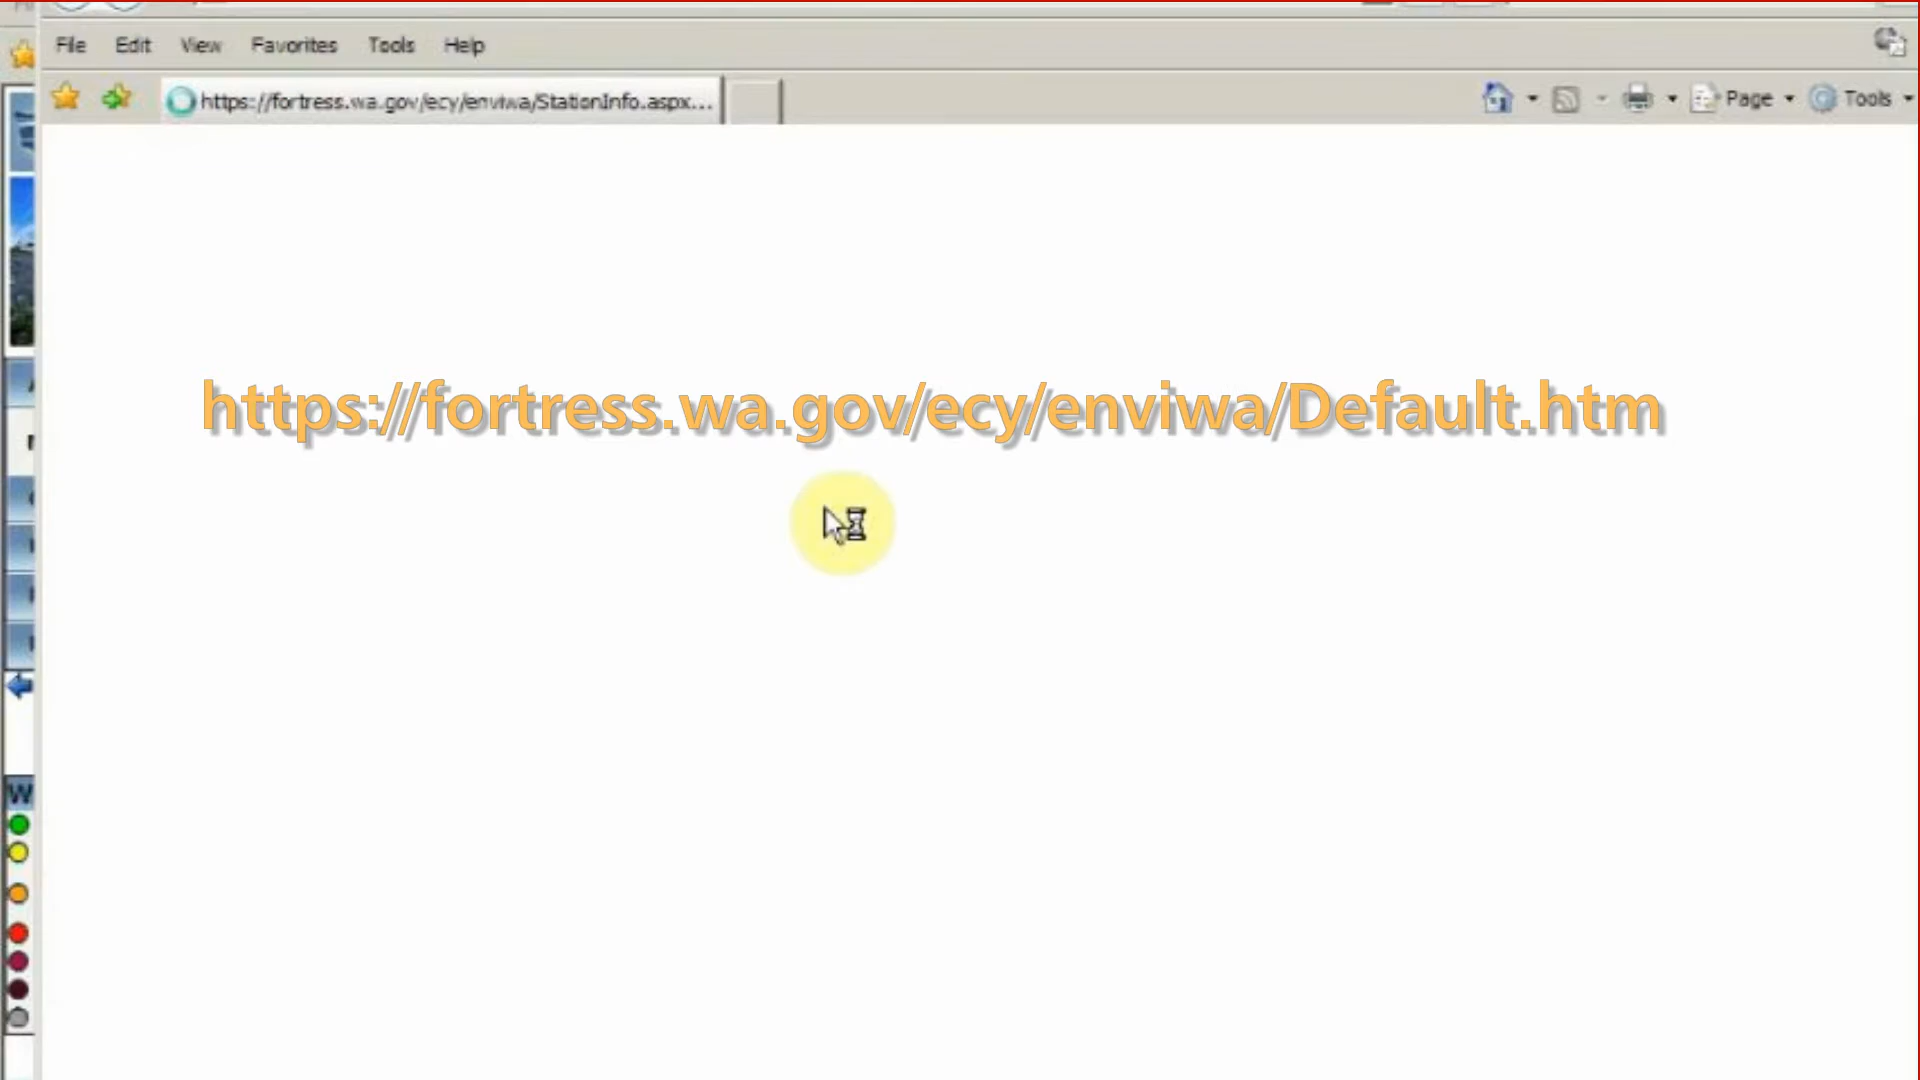 File Edit View Favorites Tools Help
https://fortress.wa.gov/ecy/enviwa/StationInfo.aspx...
Page Tools
https://fortress.wa.gov/ecy/enviwa/Default.htm
W